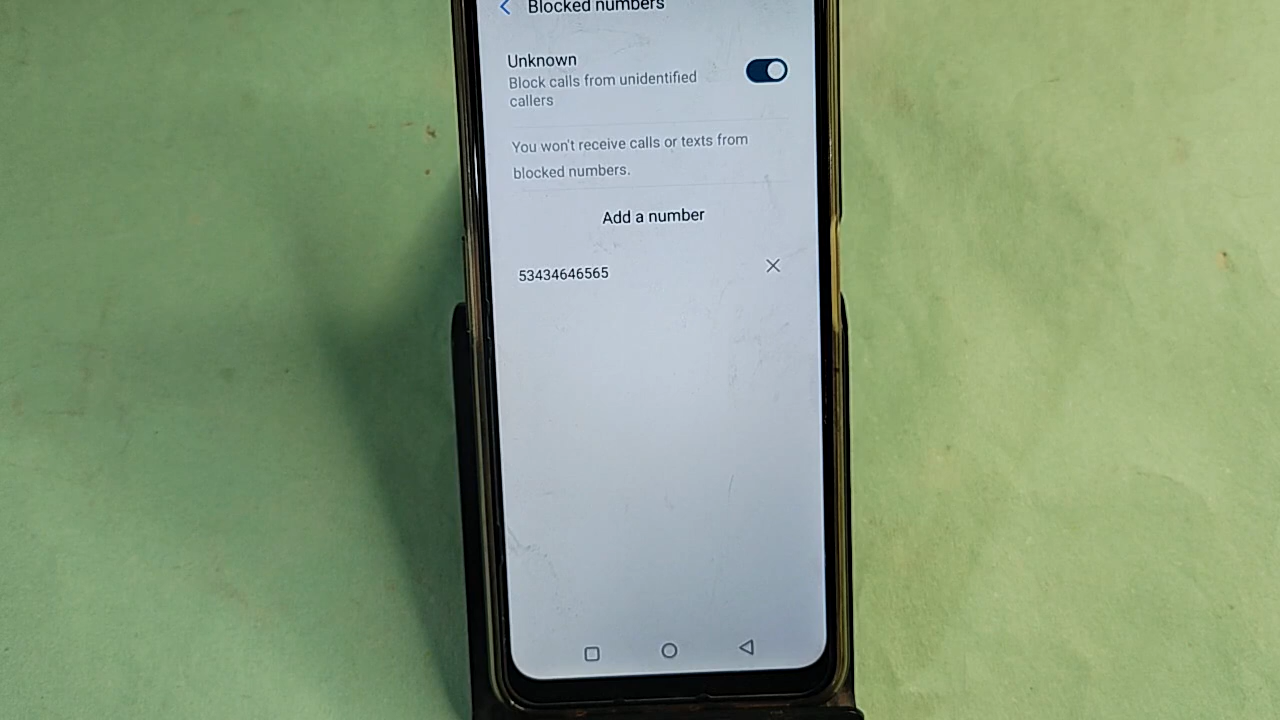 Blocked numbers
Unknown
Block calls from unidentified
callers
You won't receive calls or texts from
blocked numbers.
Add a number
53434646565